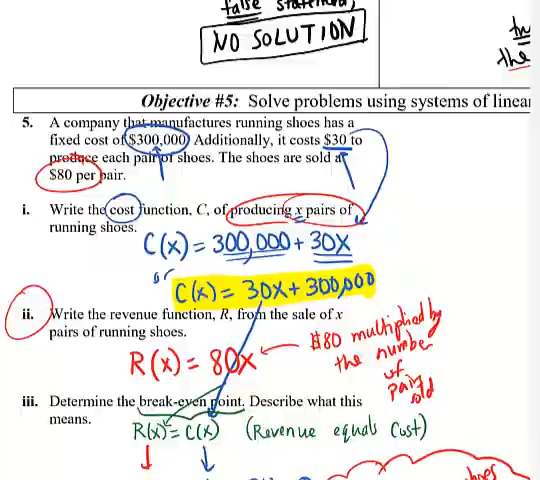 false statement,
NO SOLUTION
the
Objective #5: Solve problems using systems of linear
5. A company that manufactures running shoes has a
fixed cost of $300,000. Additionally, it costs $30 to
produce each pair of shoes. The shoes are sold at
$80 per pair.
i. Write the cost function, C, of producing x pairs of
running shoes.
C(x) = 300,000 + 30x
or
C(x) = 30x + 300,000
ii. Write the revenue function, R, from the sale of x
pairs of running shoes.
R(x) = 80x
$80 multiplied by
the number
of
pairs
sold
iii. Determine the break-even point. Describe what this
means.
R(x) = C(x) (Revenue equals Cost)
shoes